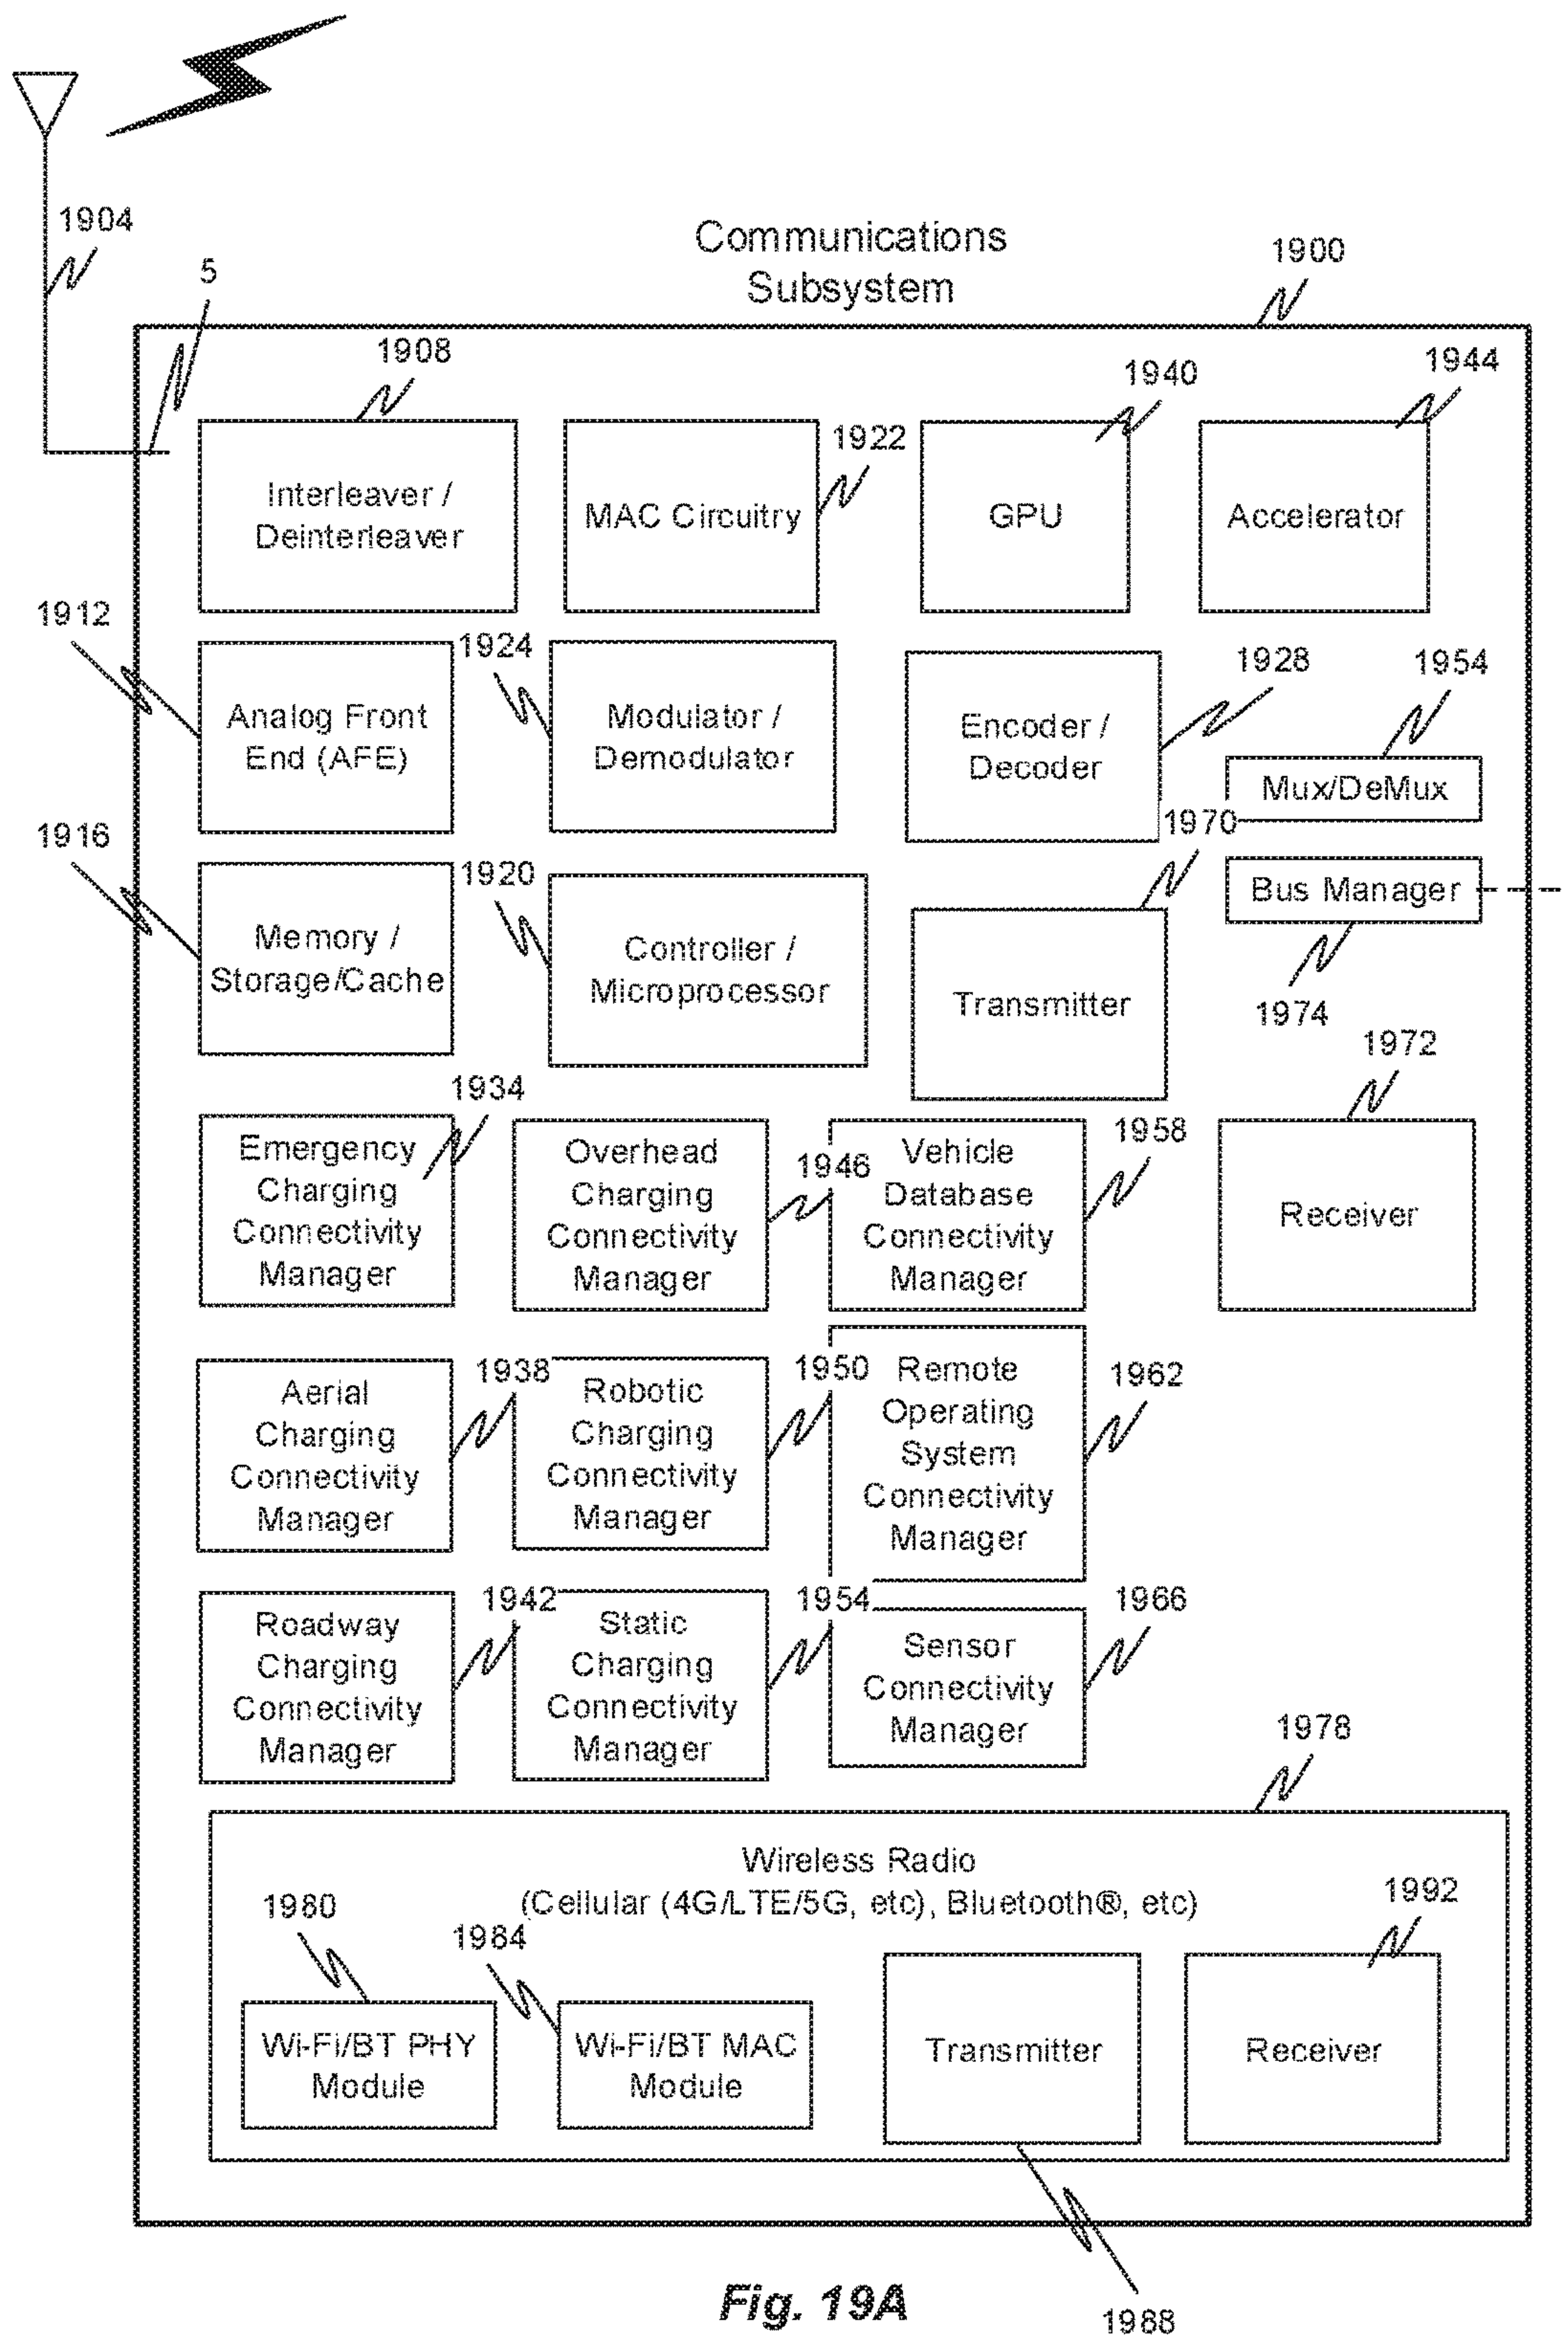 1904
5
Communications
Subsystem
1900
1908
1940
1944
1922
Interleaver /
Deinterleaver
MAC Circuitry
GPU
Accelerator
1912
1924
1928
1954
Analog Front
End (AFE)
Modulator /
Demodulator
Encoder /
Decoder
Mux/DeMux
1970
1916
1920
Bus Manager
Memory /
Storage/Cache
Controller /
Microprocessor
Transmitter
1974
1972
1934
1946
1958
Emergency
Charging
Connectivity
Manager
Overhead
Charging
Connectivity
Manager
Vehicle
Database
Connectivity
Manager
Receiver
1938
1950
1962
Aerial
Charging
Connectivity
Manager
Robotic
Charging
Connectivity
Manager
Remote
Operating
System
Connectivity
Manager
1942
1954
1966
Roadway
Charging
Connectivity
Manager
Static
Charging
Connectivity
Manager
Sensor
Connectivity
Manager
1978
Wireless Radio
(Cellular (4G/LTE/5G, etc), Bluetooth®, etc)
1980
1984
1992
Wi-Fi/BT PHY
Module
Wi-Fi/BT MAC
Module
Transmitter
Receiver
1988
Fig. 19A